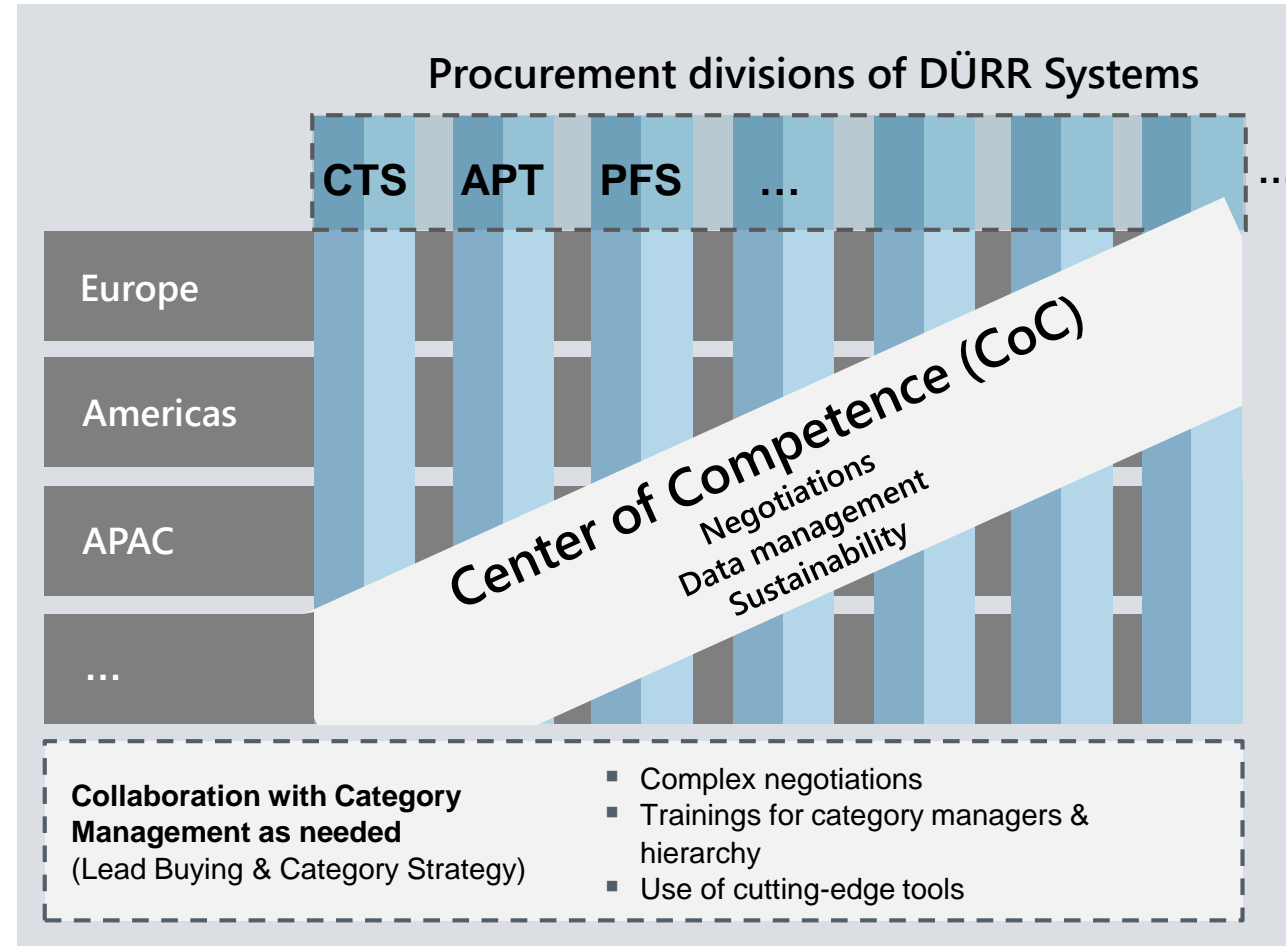 Procurement divisions of DÜRR Systems
CTS APT PFS … …
Europe
Americas
APAC
…
Center of Competence (CoC)
Negotiations
Data management
Sustainability
Collaboration with Category
Management as needed
(Lead Buying & Category Strategy)
▪ Complex negotiations
▪ Trainings for category managers &
hierarchy
▪ Use of cutting-edge tools